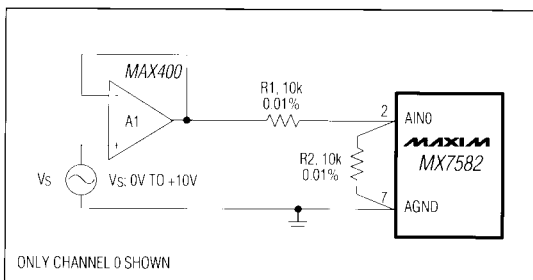 MAX400
A1
R1, 10k
0.01%
2
AIN0
MAXIM
MX7582
R2, 10k
0.01%
7
AGND
Vs
Vs: 0V TO +10V
ONLY CHANNEL 0 SHOWN